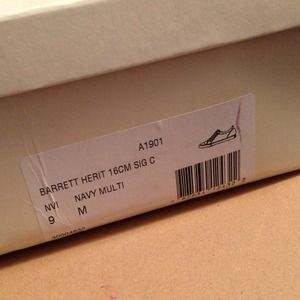 A1901
BARRETT HERIT 16CM SIG C
NVI NAVY MULTI
9 M